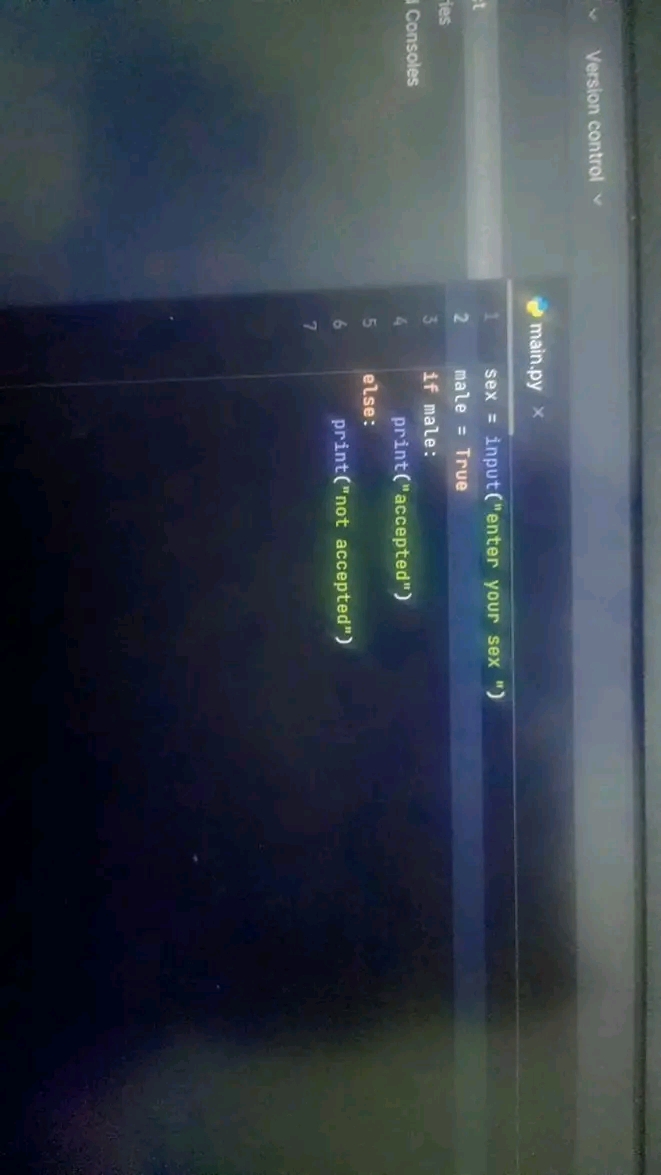 Version control
Consoles
main.py ×
1 sex = input("enter your sex ")
2 male = True
3 if male:
4 print("accepted")
5 else:
6 print("not accepted")
7